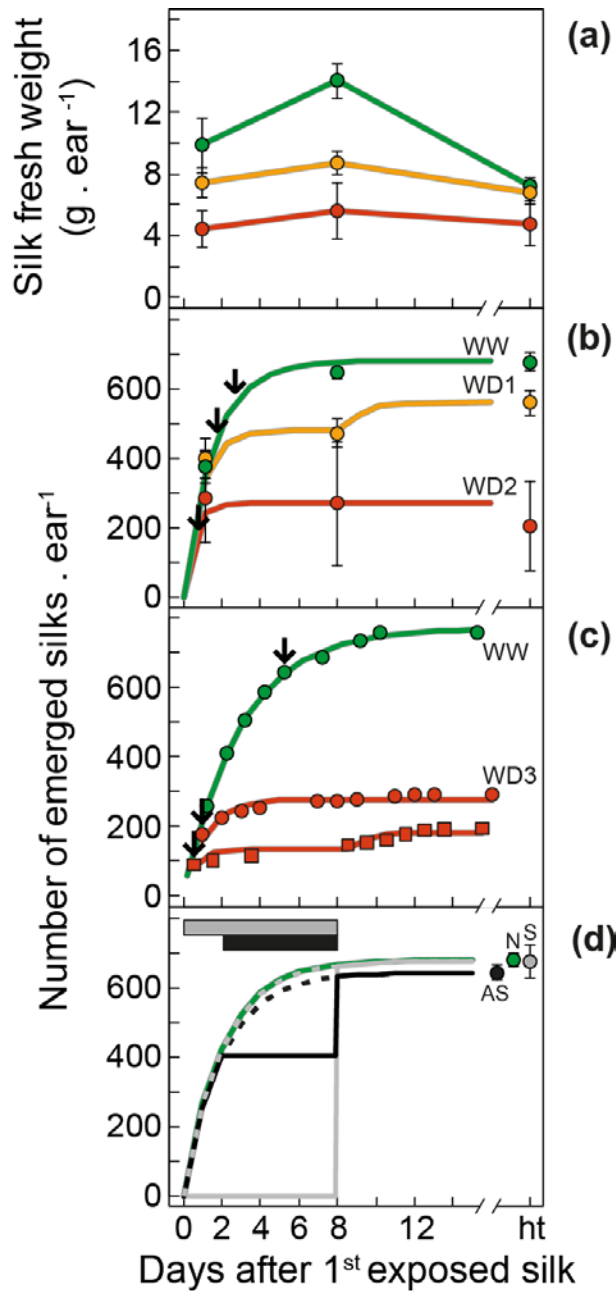 (a)
Silk fresh weight
(g . ear⁻¹)
16
12
8
4
0
(b)
WW
WD1
WD2
600
400
200
0
Number of emerged silks . ear⁻¹
(c)
WW
WD3
600
400
200
0
(d)
N
S
AS
600
400
200
0
0 2 4 6 8 12 ht
Days after 1ˢᵗ exposed silk